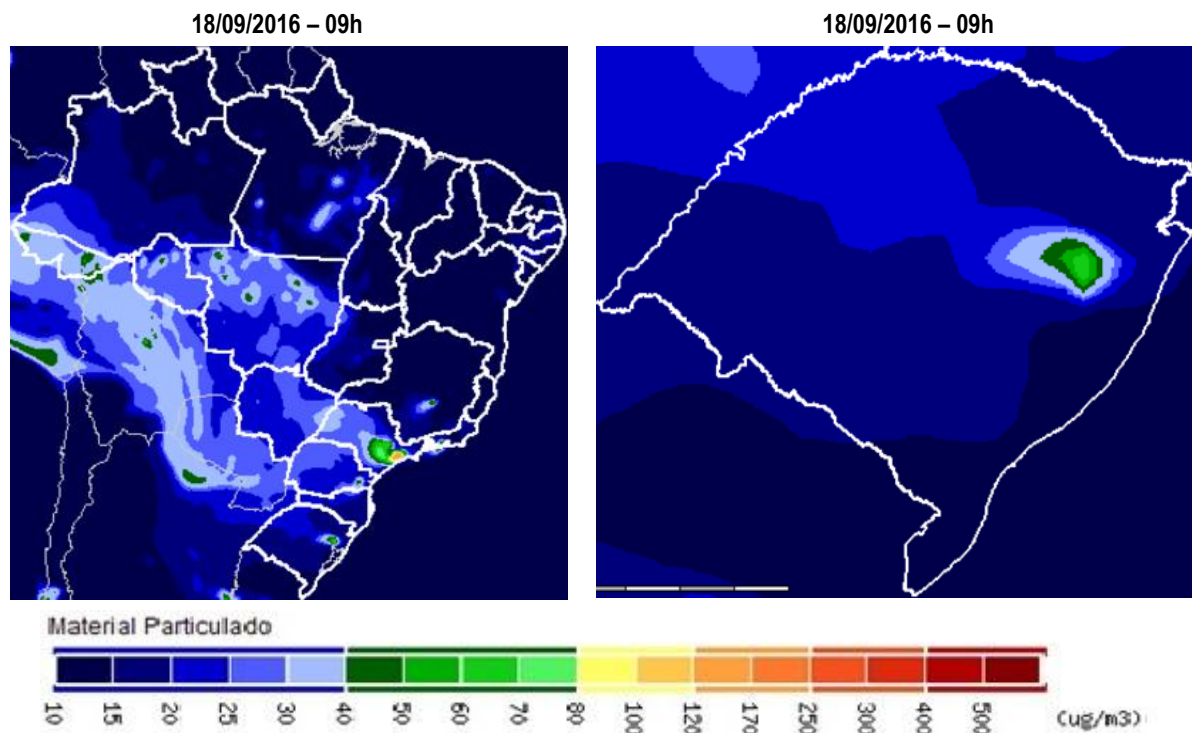 18/09/2016 – 09h
18/09/2016 – 09h
Material Particulado
10 15 20 25 30 40 50 60 70 80 100 120 170 250 300 400 500 (ug/m3)